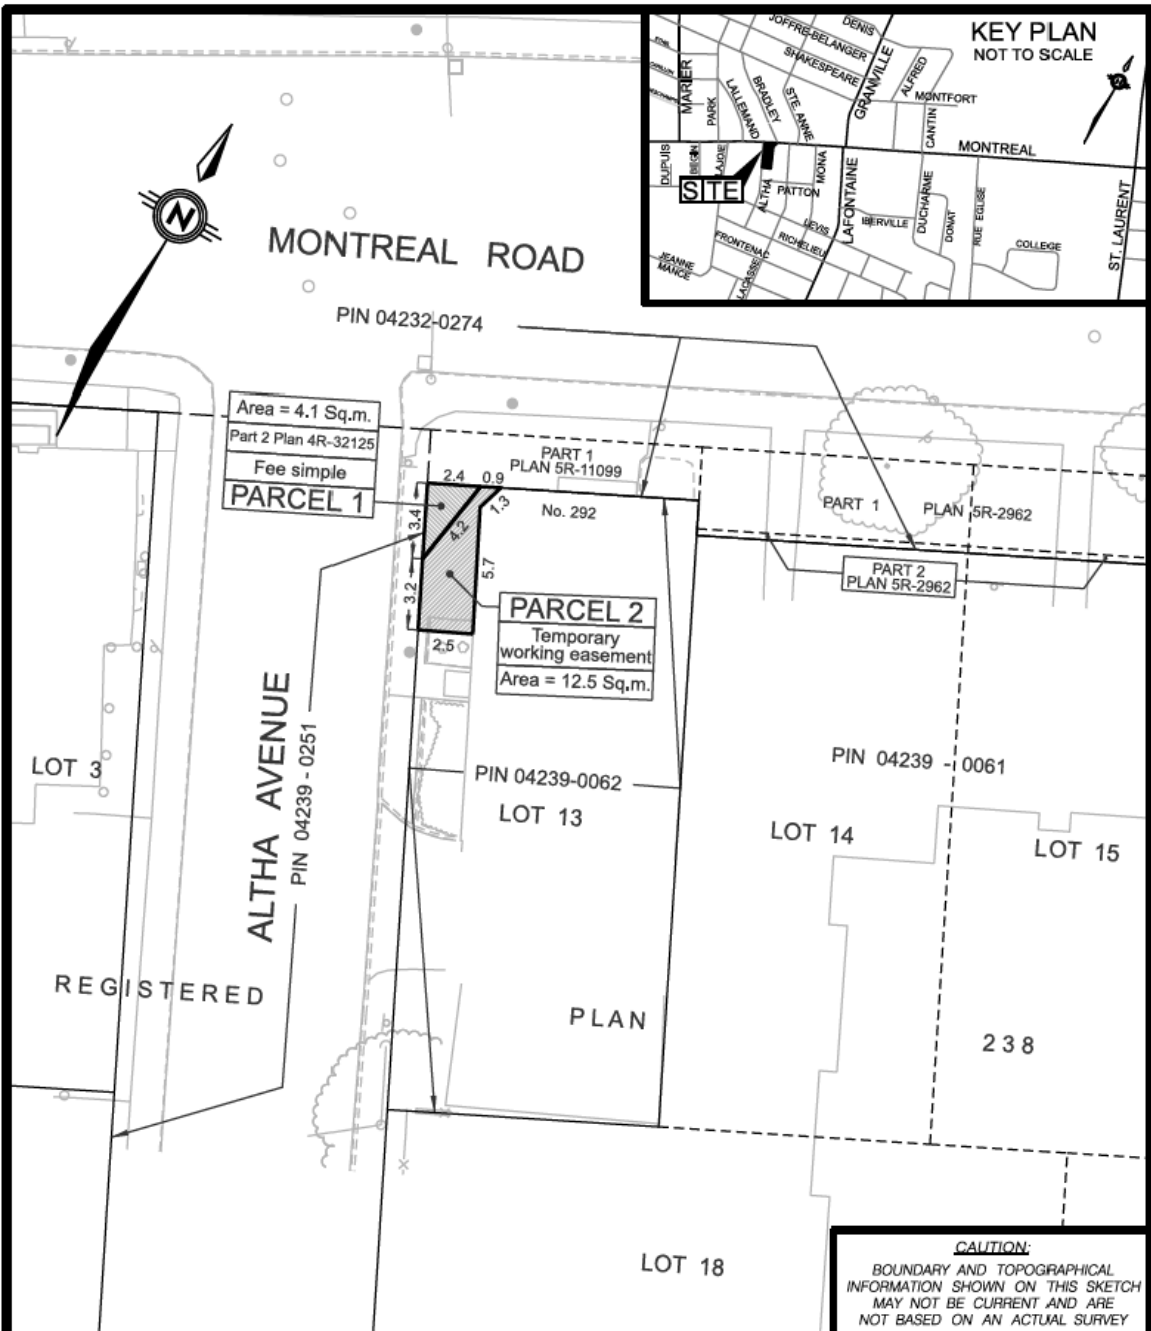 KEY PLAN
NOT TO SCALE
DENIS
JOFFRE-BELANGER
SHAKESPEARE
GRANVILLE
ALFRED
MONTFORT
CANTIN
MARIER
PARK
LALLEMAND
BRADLEY
STE. ANNE
MONTREAL
DUPUIS
BEGIN
LAJOIE
SITE
ALTHA
PATTON
MONA
LAFONTAINE
LEVIS
RICHELIEU
FRONTENAC
JEANNE
MANCE
LACASSE
IBERVILLE
DUCHARME
DONAT
RUE EGLISE
COLLEGE
ST. LAURENT
N
MONTREAL ROAD
PIN 04232-0274
Area = 4.1 Sq.m.
Part 2 Plan 4R-32125
Fee simple
PARCEL 1
PART 1
PLAN 5R-11099
2.4
0.9
1.3
3.4
4.2
5.7
3.2
2.5
No. 292
PART 1
PLAN 5R-2962
PART 2
PLAN 5R-2962
PARCEL 2
Temporary
working easement
Area = 12.5 Sq.m.
ALTHA AVENUE
PIN 04239 - 0251
LOT 3
PIN 04239-0062
LOT 13
PIN 04239 - 0061
LOT 14
LOT 15
REGISTERED
PLAN
238
LOT 18
CAUTION:
BOUNDARY AND TOPOGRAPHICAL
INFORMATION SHOWN ON THIS SKETCH
MAY NOT BE CURRENT AND ARE
NOT BASED ON AN ACTUAL SURVEY